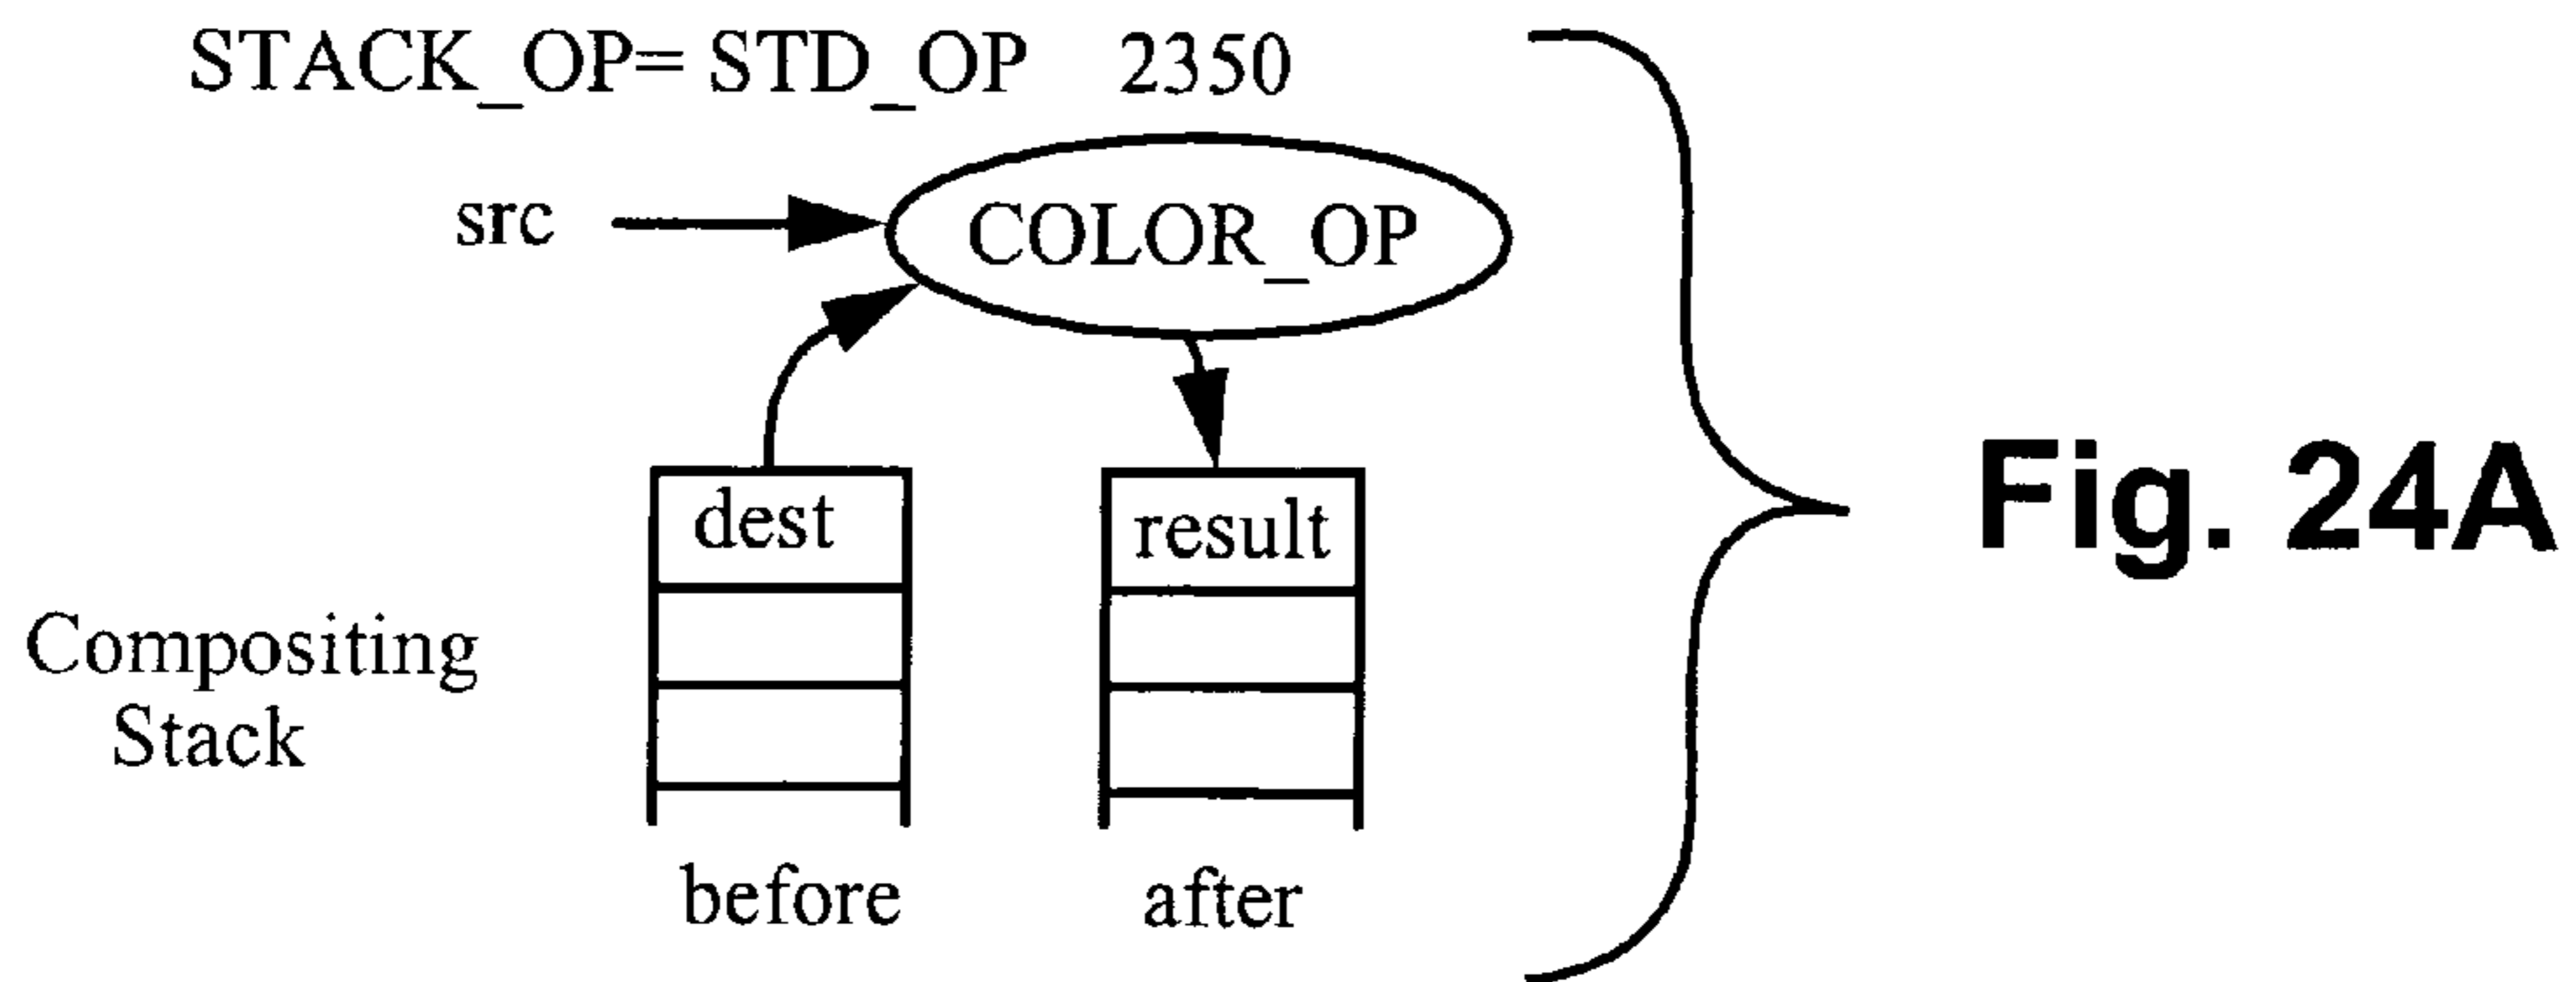 STACK_OP= STD_OP 2350
src
COLOR_OP
dest
result
Compositing
Stack
before
after
Fig. 24A